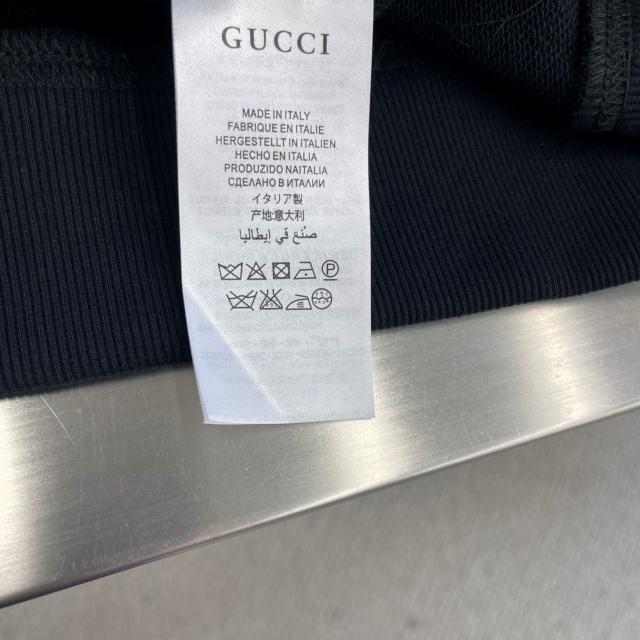 GUCCI
MADE IN ITALY
FABRIQUE EN ITALIE
HERGESTELLT IN ITALIEN
HECHO EN ITALIA
PRODUZIDO NAITALIA
СДЕЛАНО В ИТАЛИИ
イタリア製
产地意大利
صنع في إيطاليا
P